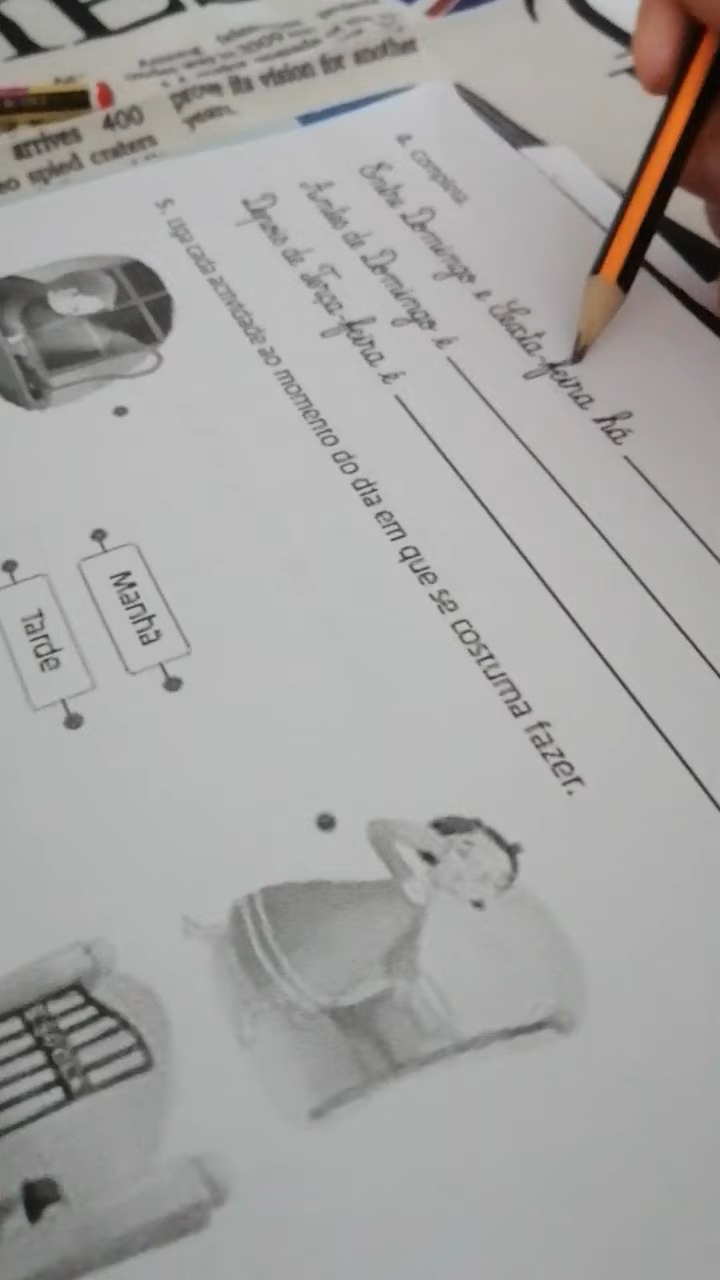 arrives 400
prove its vision for another
years.
eo spied craters
4. Completa
Entre Domingo e Sexta-feira há
Antes de Domingo é
Depois de Terça-feira é
5. Liga cada actividade ao momento do dia em que se costuma fazer.
Manhã
Tarde